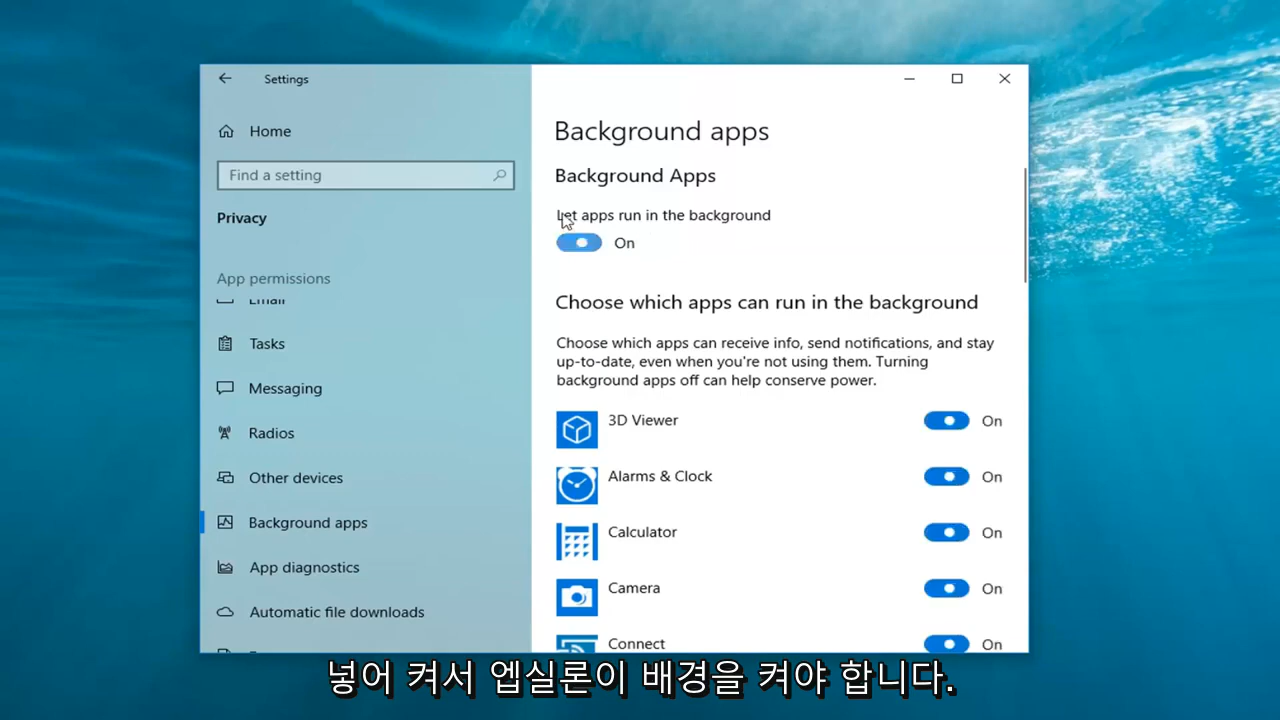 Settings
Home
Find a setting
Privacy
App permissions
Email
Tasks
Messaging
Radios
Other devices
Background apps
App diagnostics
Automatic file downloads
Background apps
Background Apps
Let apps run in the background
On
Choose which apps can run in the background
Choose which apps can receive info, send notifications, and stay
up-to-date, even when you're not using them. Turning
background apps off can help conserve power.
3D Viewer On
Alarms & Clock On
Calculator On
Camera On
Connect On
넣어 켜서 엡실론이 배경을 켜야 합니다.